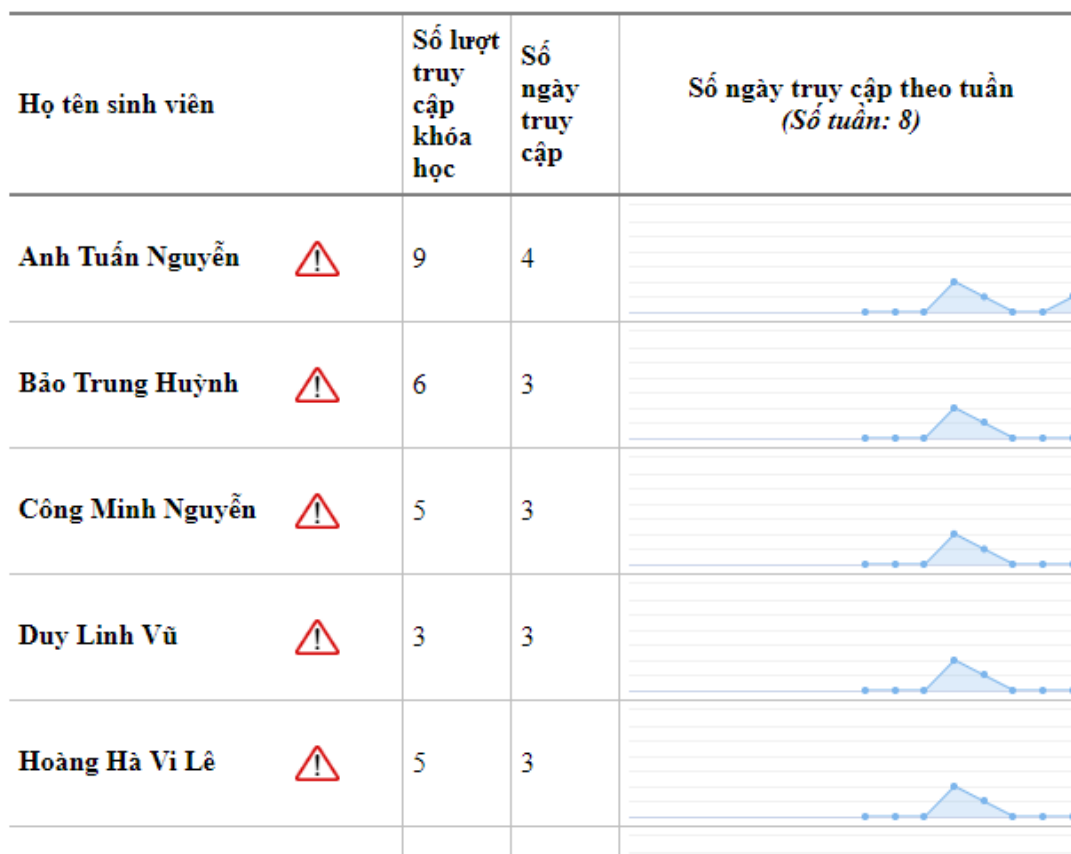 Họ tên sinh viên
Số lượt
truy
cập
khóa
học
Số
ngày
truy
cập
Số ngày truy cập theo tuần
(Số tuần: 8)
Anh Tuấn Nguyễn 9 4
Bảo Trung Huỳnh 6 3
Công Minh Nguyễn 5 3
Duy Linh Vũ 3 3
Hoàng Hà Vi Lê 5 3